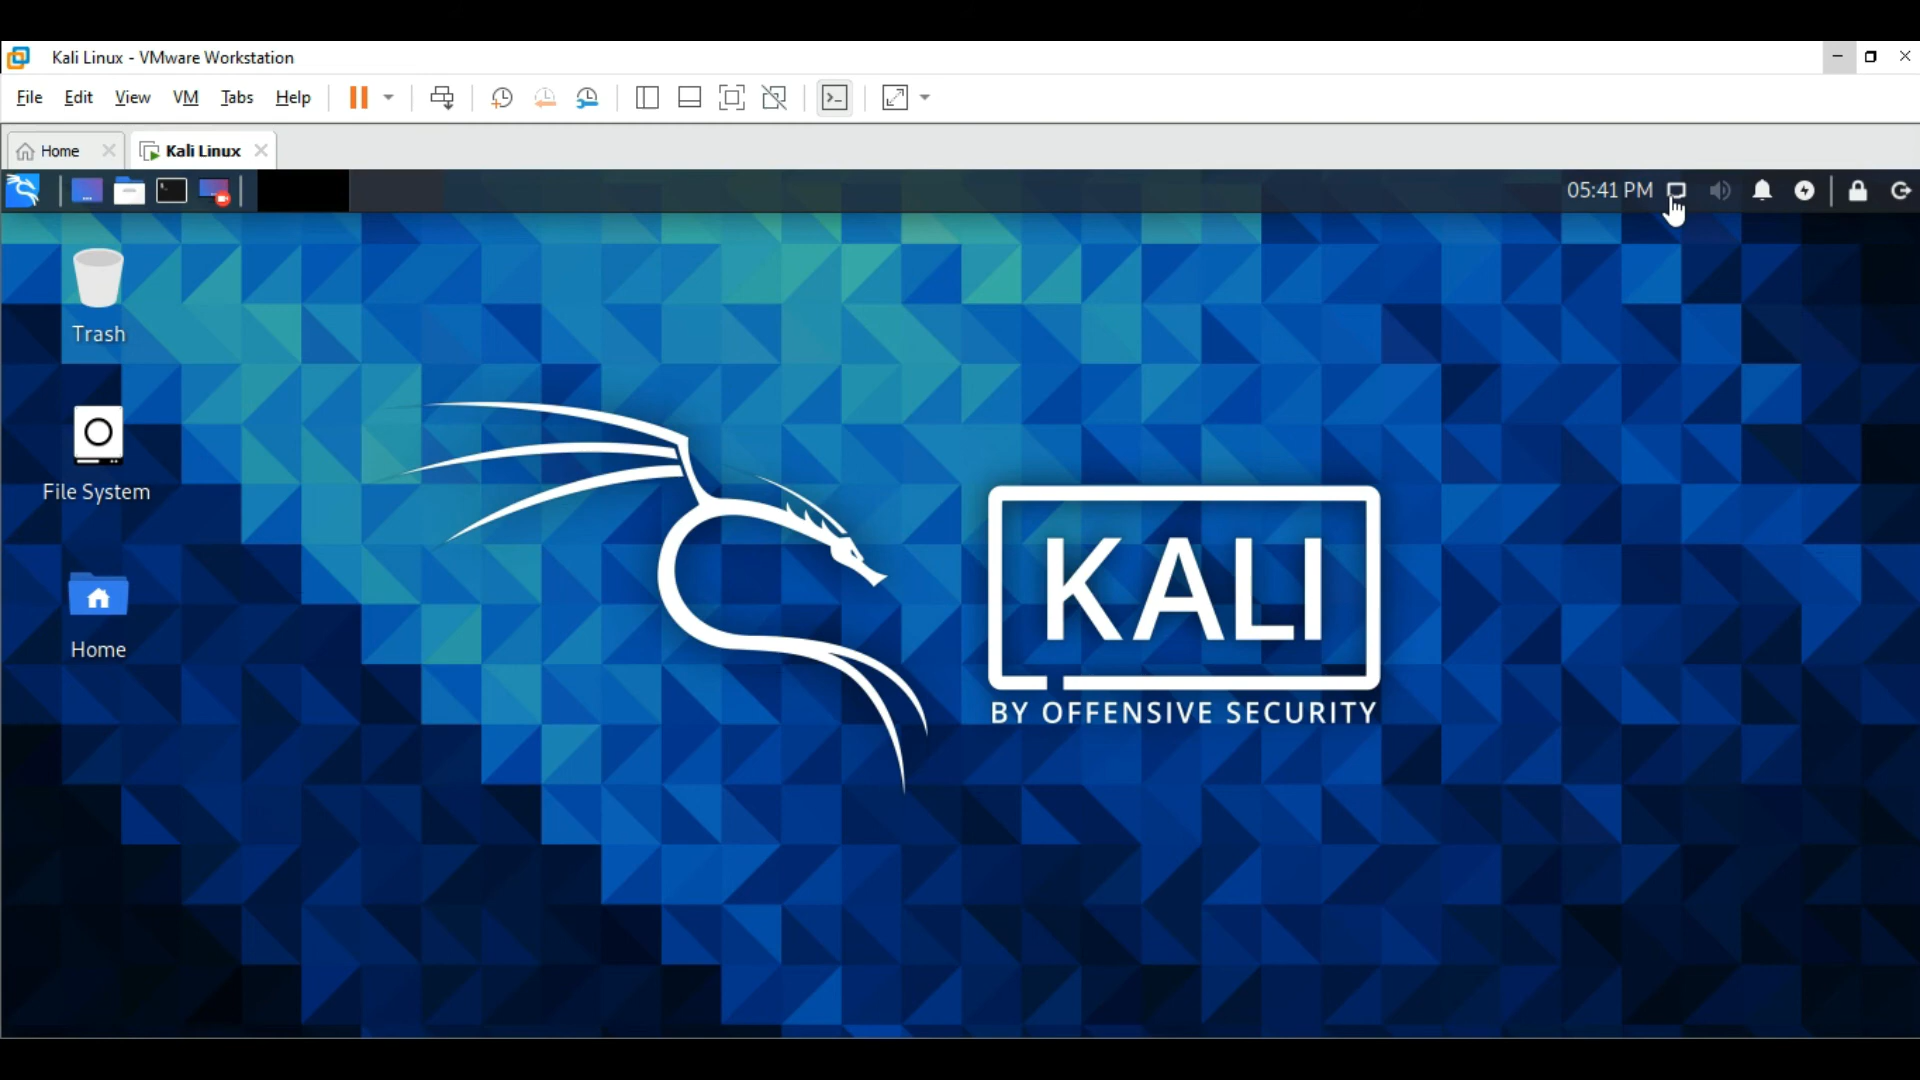 Kali Linux - VMware Workstation
File Edit View VM Tabs Help
Home Kali Linux
05:41 PM
Trash
File System
Home
KALI
BY OFFENSIVE SECURITY